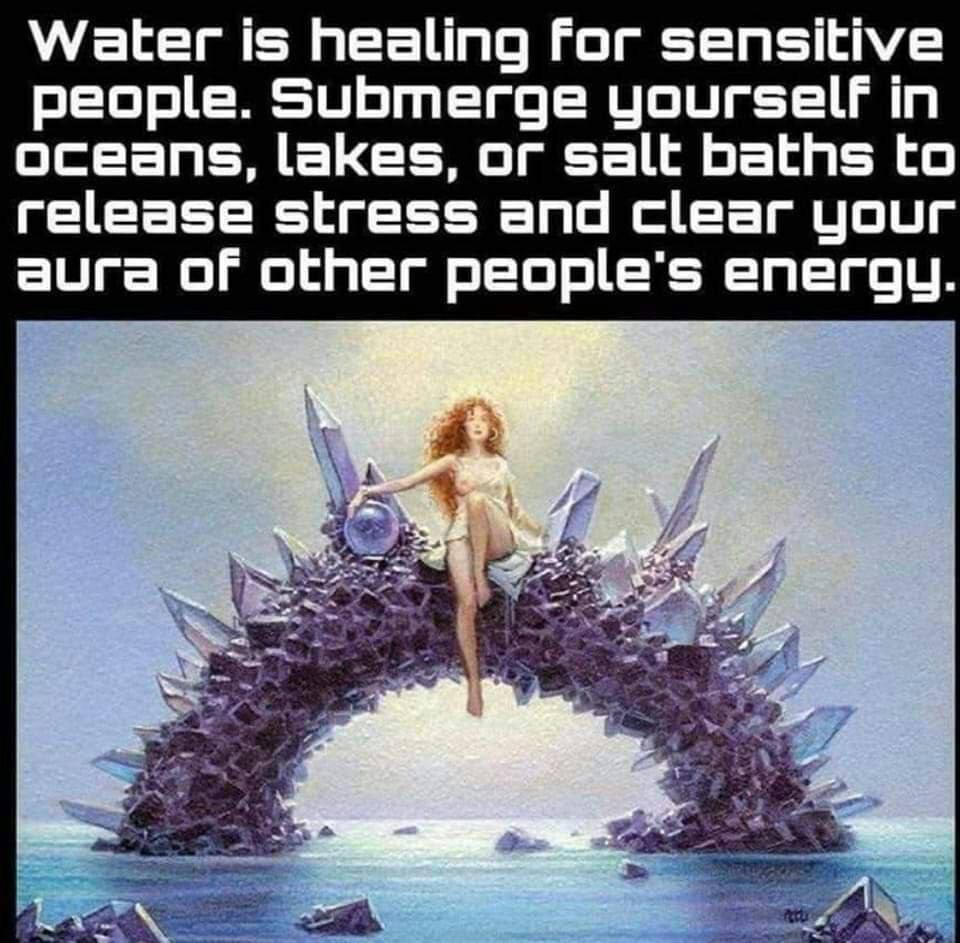 Water is healing for sensitive
people. Submerge yourself in
oceans, lakes, or salt baths to
release stress and clear your
aura of other people's energy.